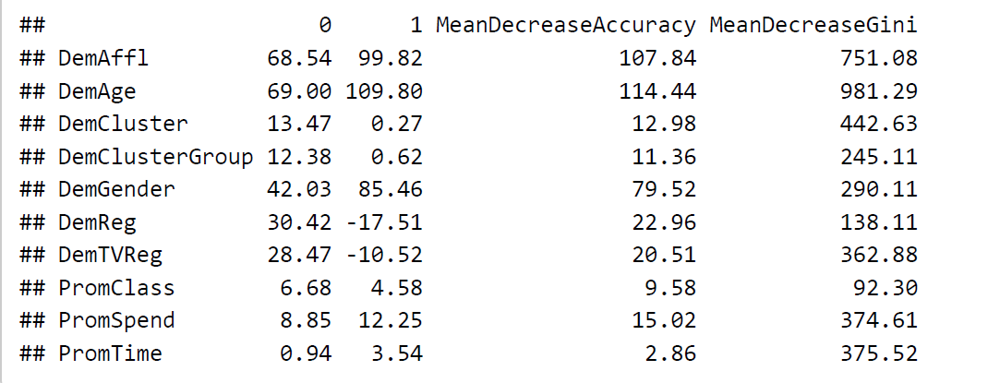 ##                  0      1 MeanDecreaseAccuracy MeanDecreaseGini
## DemAffl         68.54  99.82               107.84           751.08
## DemAge          69.00 109.80               114.44           981.29
## DemCluster      13.47   0.27                12.98           442.63
## DemClusterGroup 12.38   0.62                11.36           245.11
## DemGender       42.03  85.46                79.52           290.11
## DemReg          30.42 -17.51                22.96           138.11
## DemTVReg        28.47 -10.52                20.51           362.88
## PromClass        6.68   4.58                 9.58            92.30
## PromSpend        8.85  12.25                15.02           374.61
## PromTime         0.94   3.54                 2.86           375.52